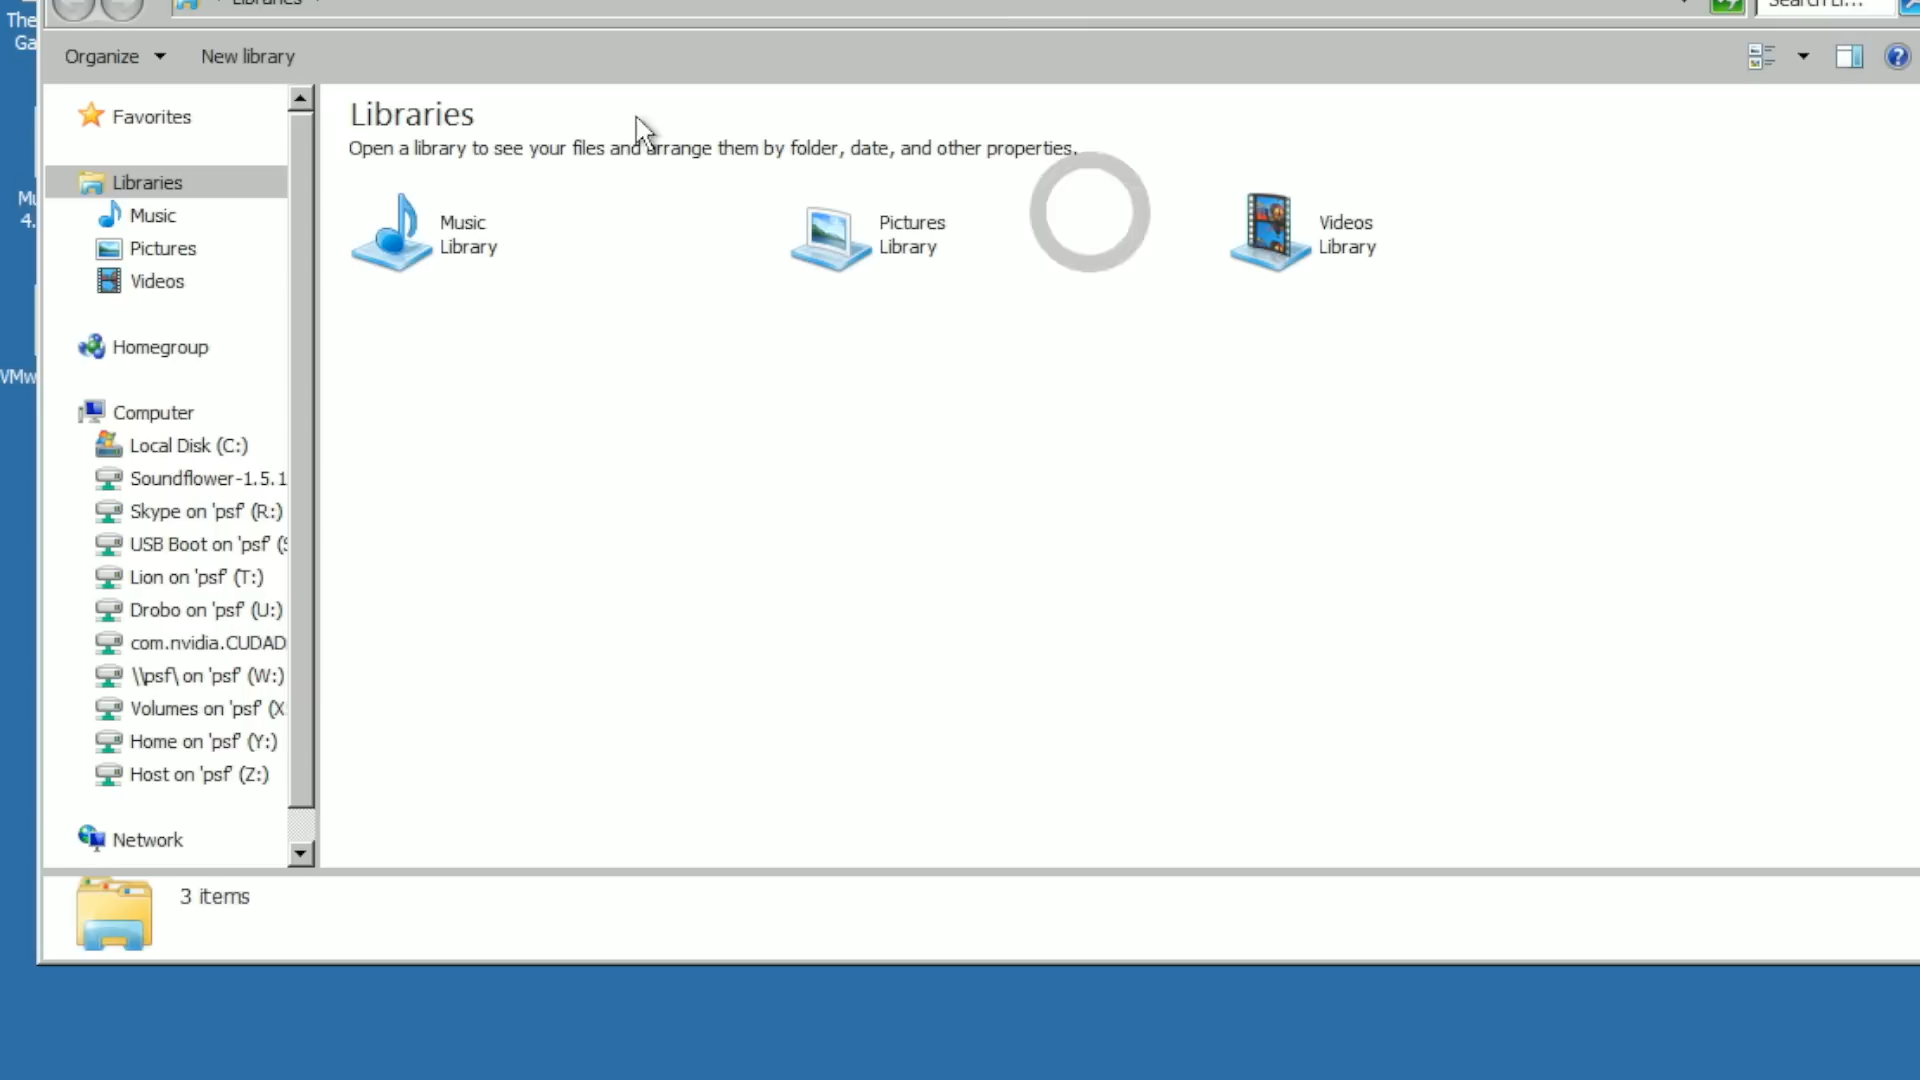 The
Ga
Libraries
Search Li...
Organize
New library
Favorites
Libraries
Music
Pictures
Videos
Homegroup
Computer
Local Disk (C:)
Soundflower-1.5.1
Skype on 'psf' (R:)
USB Boot on 'psf' (S
Lion on 'psf' (T:)
Drobo on 'psf' (U:)
com.nvidia.CUDAD
\\psf\ on 'psf' (W:)
Volumes on 'psf' (X
Home on 'psf' (Y:)
Host on 'psf' (Z:)
Network
Libraries
Open a library to see your files and arrange them by folder, date, and other properties.
Music
Library
Pictures
Library
Videos
Library
3 items
Mu
4.
VMw